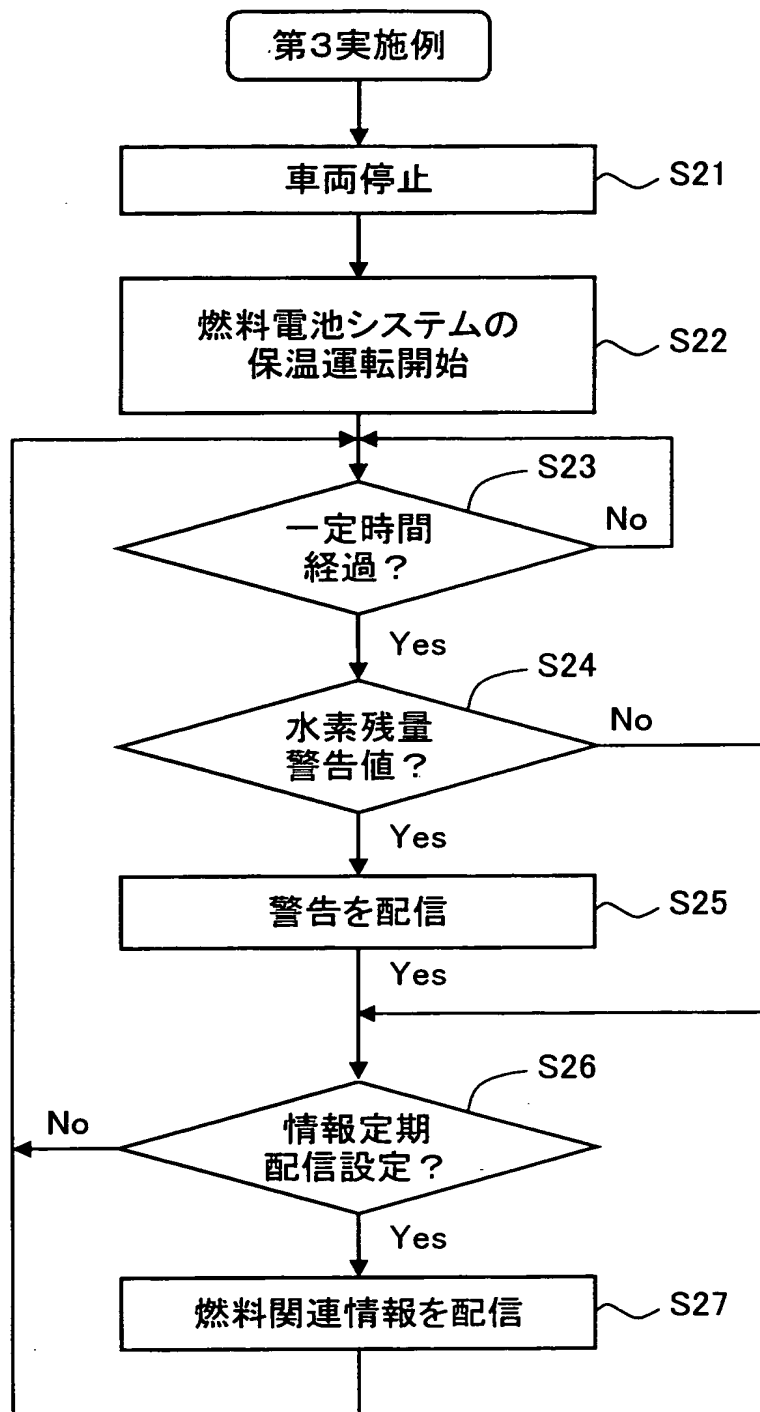 第3実施例
車両停止
S21
燃料電池システムの
保温運転開始
S22
S23
一定時間
経過？
No
Yes
S24
水素残量
警告値？
No
Yes
警告を配信
S25
Yes
S26
情報定期
配信設定？
No
Yes
燃料関連情報を配信
S27